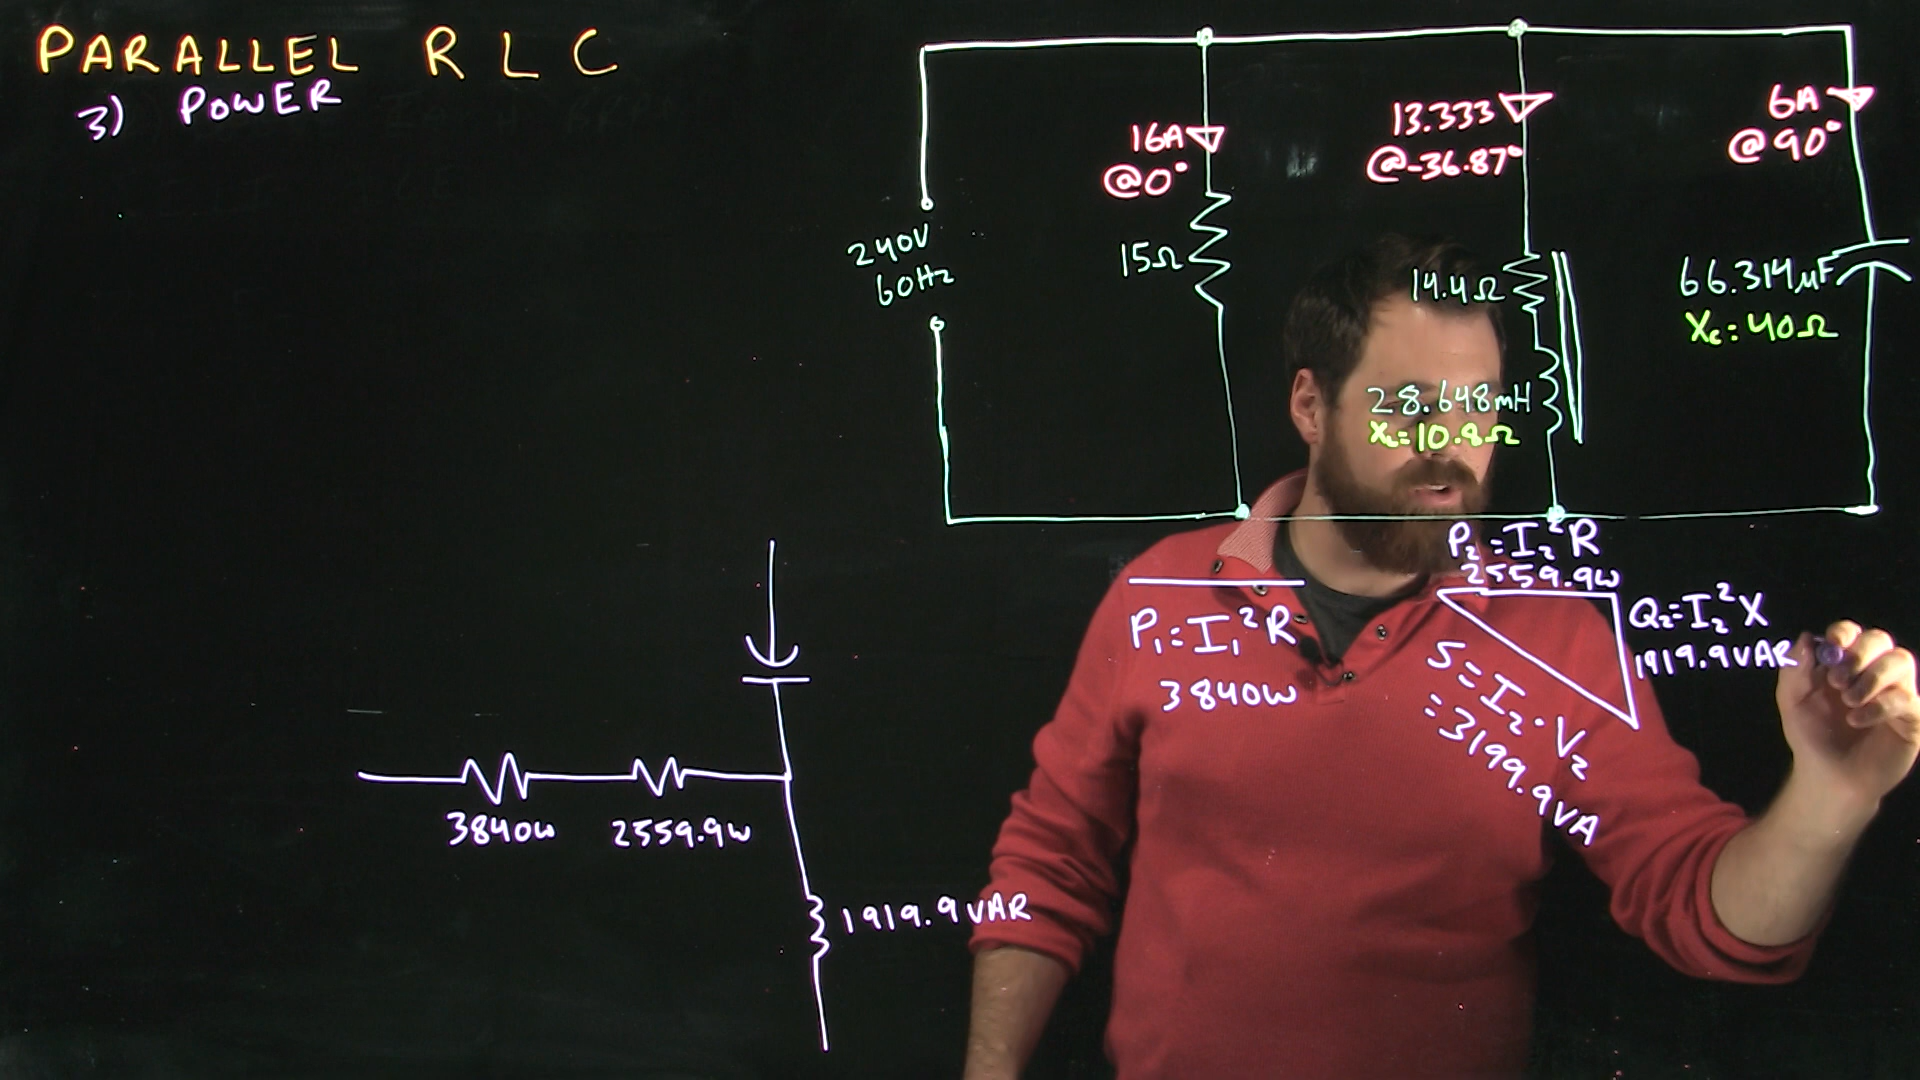 PARALLEL R L C
3) POWER
240V
60Hz
16A
@0°
15Ω
13.333
@-36.87°
14.4Ω
28.648mH
XL=10.8Ω
6A
@90°
66.314µF
Xc=40Ω
P₁=I₁²R
3840W
P₂=I₂²R
2559.9W
Q₂=I₂²X
1919.9VAR
S=I₂·V₂
=3199.9VA
3840W
2559.9W
1919.9VAR